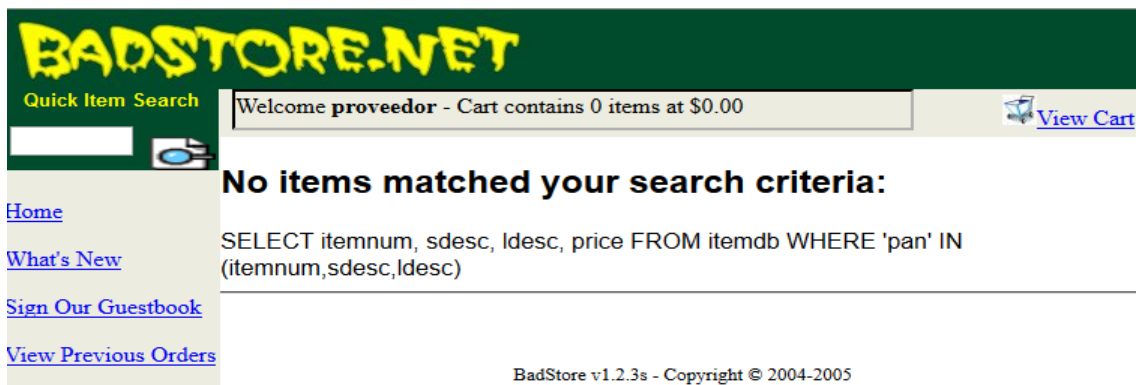 BADSTORE.NET
Quick Item Search
Welcome proveedor - Cart contains 0 items at $0.00
View Cart
No items matched your search criteria:
Home
SELECT itemnum, sdesc, ldesc, price FROM itemdb WHERE 'pan' IN
(itemnum,sdesc,ldesc)
What's New
Sign Our Guestbook
View Previous Orders
BadStore v1.2.3s - Copyright © 2004-2005